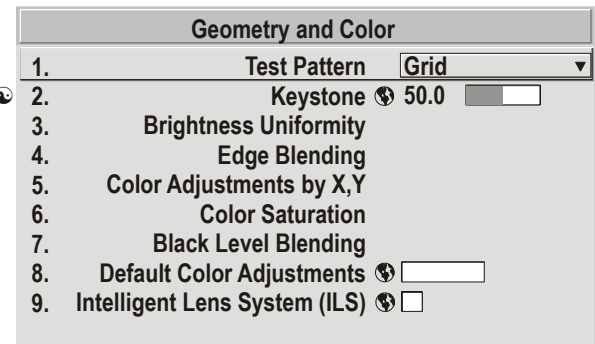 Geometry and Color
1. Test Pattern Grid
2. Keystone 50.0
3. Brightness Uniformity
4. Edge Blending
5. Color Adjustments by X,Y
6. Color Saturation
7. Black Level Blending
8. Default Color Adjustments
9. Intelligent Lens System (ILS)